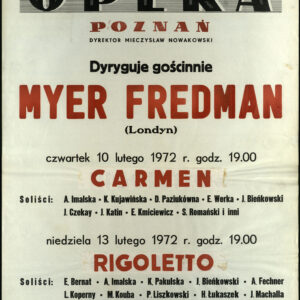 OPERA
POZNAŃ
DYREKTOR MIECZYSŁAW NOWAKOWSKI
Dyryguje gościnnie
MYER FREDMAN
(Londyn)
czwartek 10 lutego 1972 r. godz. 19.00
CARMEN
Soliści: A. Imalska • K. Kujawińska • D. Paziukówna • E. Werka • J. Bieńkowski
J. Czekay • J. Katin • E. Kmiciewicz • S. Romański i inni
niedziela 13 lutego 1972 r. godz. 19.00
RIGOLETTO
Soliści: E. Bernat • A. Imalska • K. Pakulska • J. Bieńkowski • A. Fechner
L. Koperny • M. Kouba • P. Liszkowski • H. Łukaszek • J. Machalla